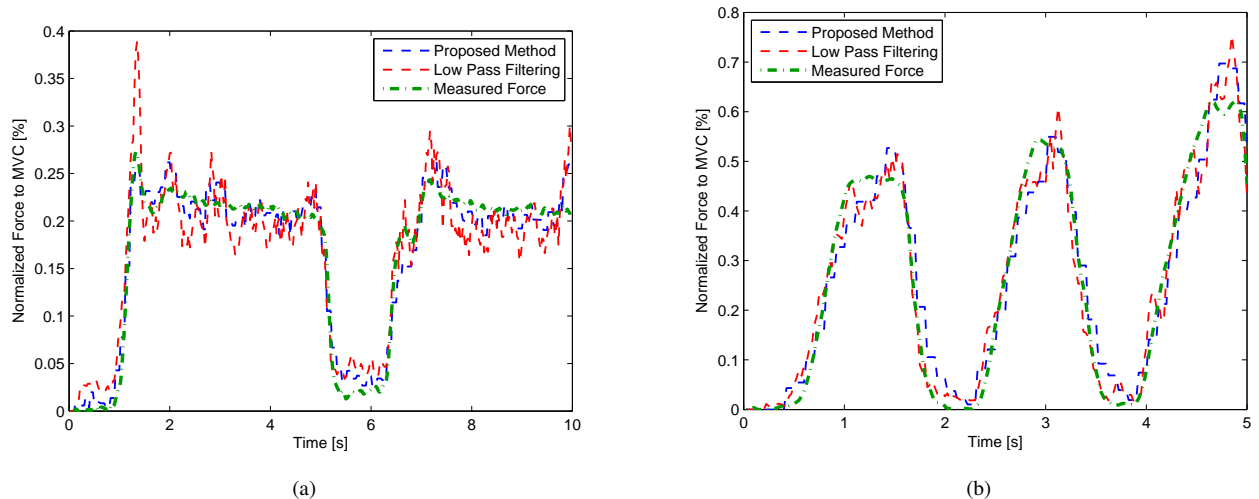 0.4
0.35
0.3
0.25
0.2
0.15
0.1
0.05
0
Normalized Force to MVC [%]
0 2 4 6 8 10
Time [s]
Proposed Method
Low Pass Filtering
Measured Force
(a)
0.8
0.7
0.6
0.5
0.4
0.3
0.2
0.1
0
Normalized Force to MVC [%]
0 1 2 3 4 5
Time [s]
Proposed Method
Low Pass Filtering
Measured Force
(b)